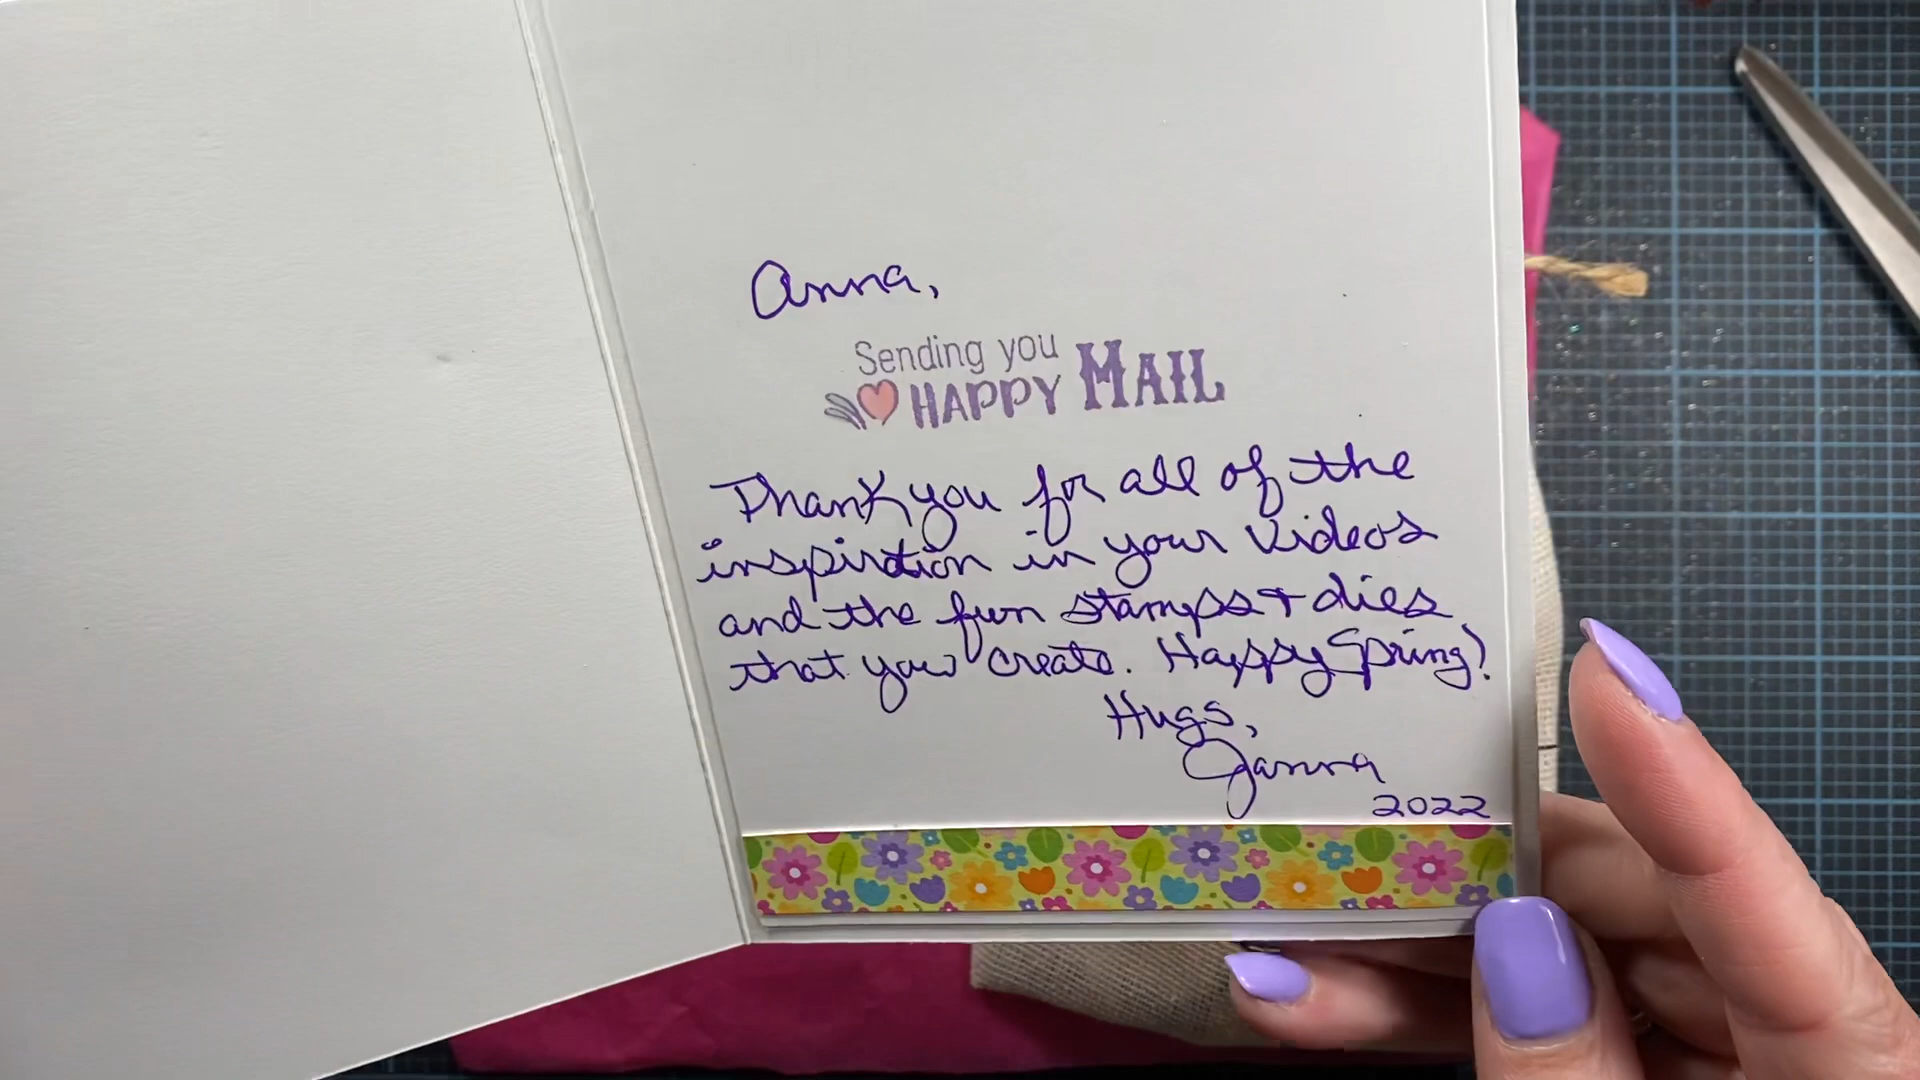 Anna,
Sending you
HAPPY MAIL
Thank you for all of the
inspirtion in your videos
and the fun stamps + dies
that you create. Happy Spring!
Hugs,
Janna
2022